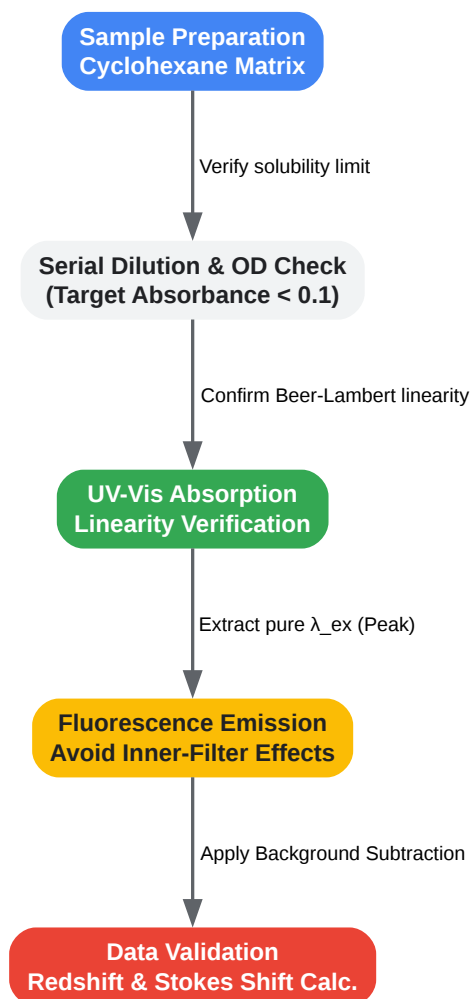 Sample Preparation
Cyclohexane Matrix
Verify solubility limit
Serial Dilution & OD Check
(Target Absorbance < 0.1)
Confirm Beer-Lambert linearity
UV-Vis Absorption
Linearity Verification
Extract pure λ_ex (Peak)
Fluorescence Emission
Avoid Inner-Filter Effects
Apply Background Subtraction
Data Validation
Redshift & Stokes Shift Calc.